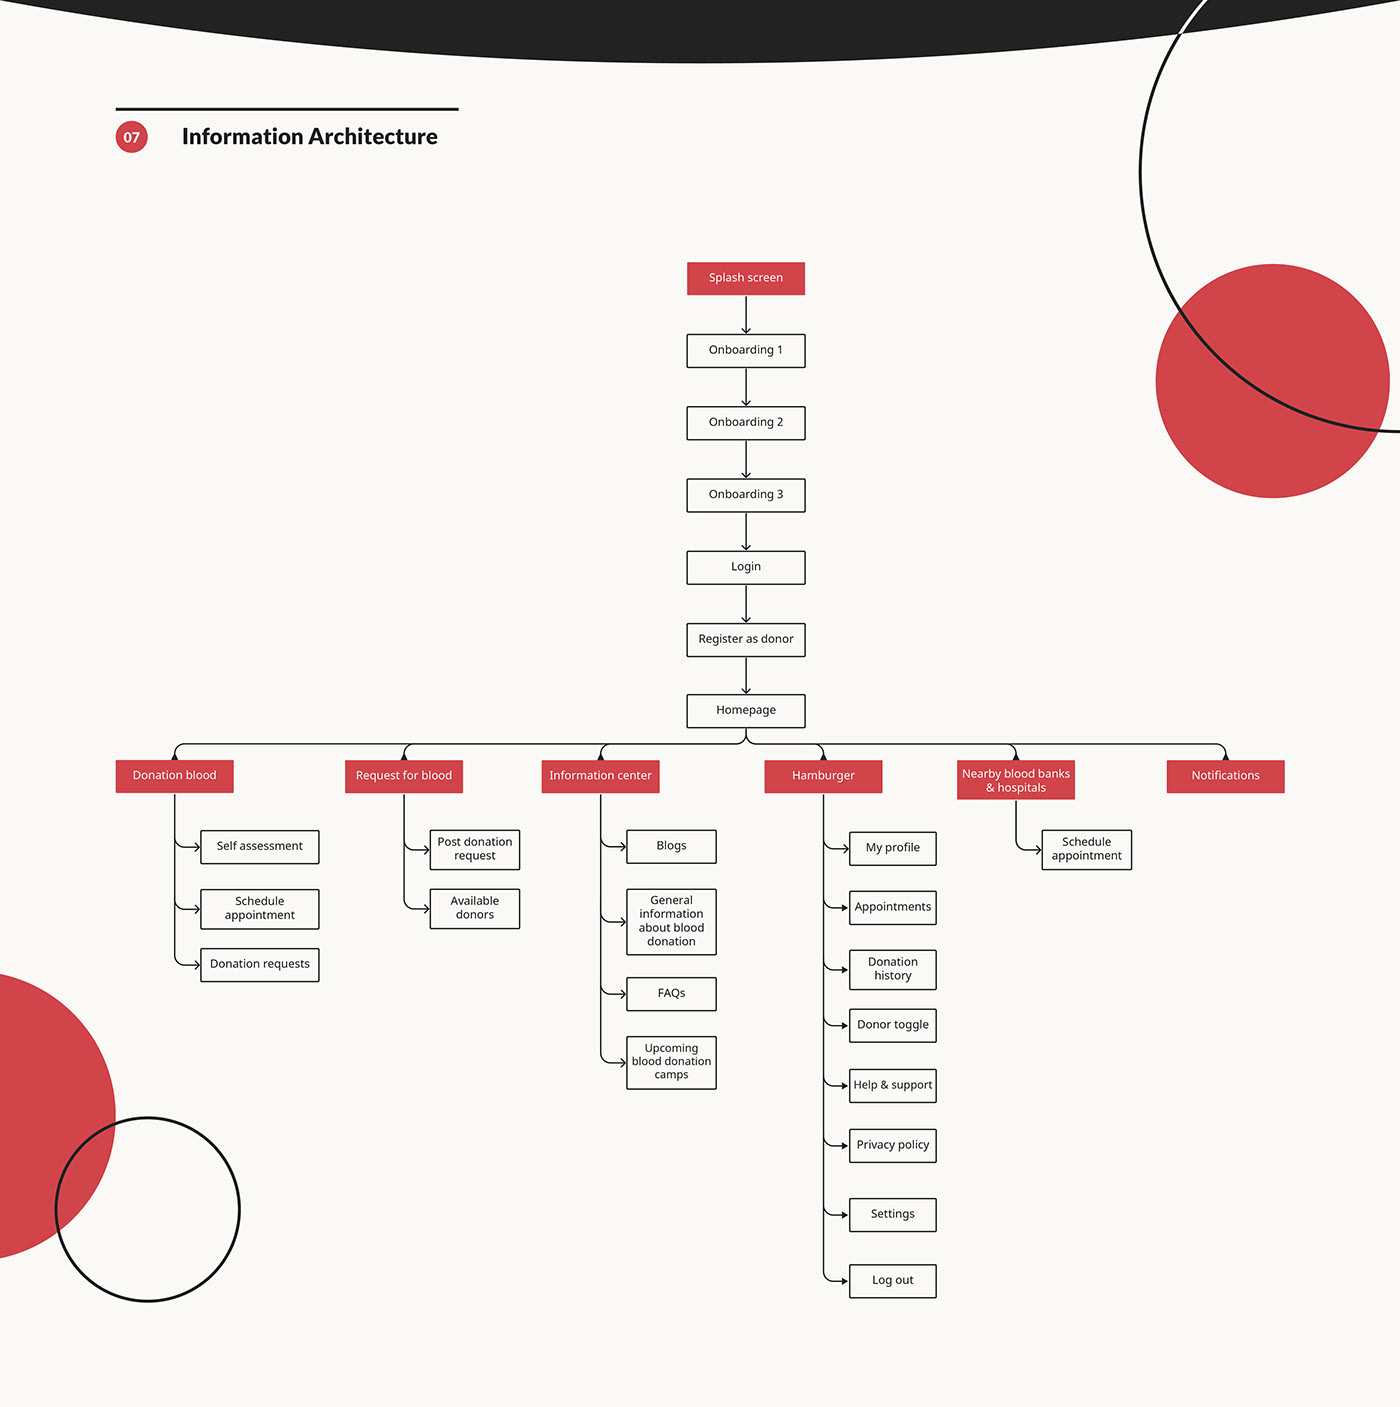 07
Information Architecture
Splash screen
Onboarding 1
Onboarding 2
Onboarding 3
Login
Register as donor
Homepage
Donation blood
Self assessment
Schedule
appointment
Donation requests
Request for blood
Post donation
request
Available
donors
Information center
Blogs
General
information
about blood
donation
FAQs
Upcoming
blood donation
camps
Hamburger
My profile
Appointments
Donation
history
Donor toggle
Help & support
Privacy policy
Settings
Log out
Nearby blood banks
& hospitals
Schedule
appointment
Notifications